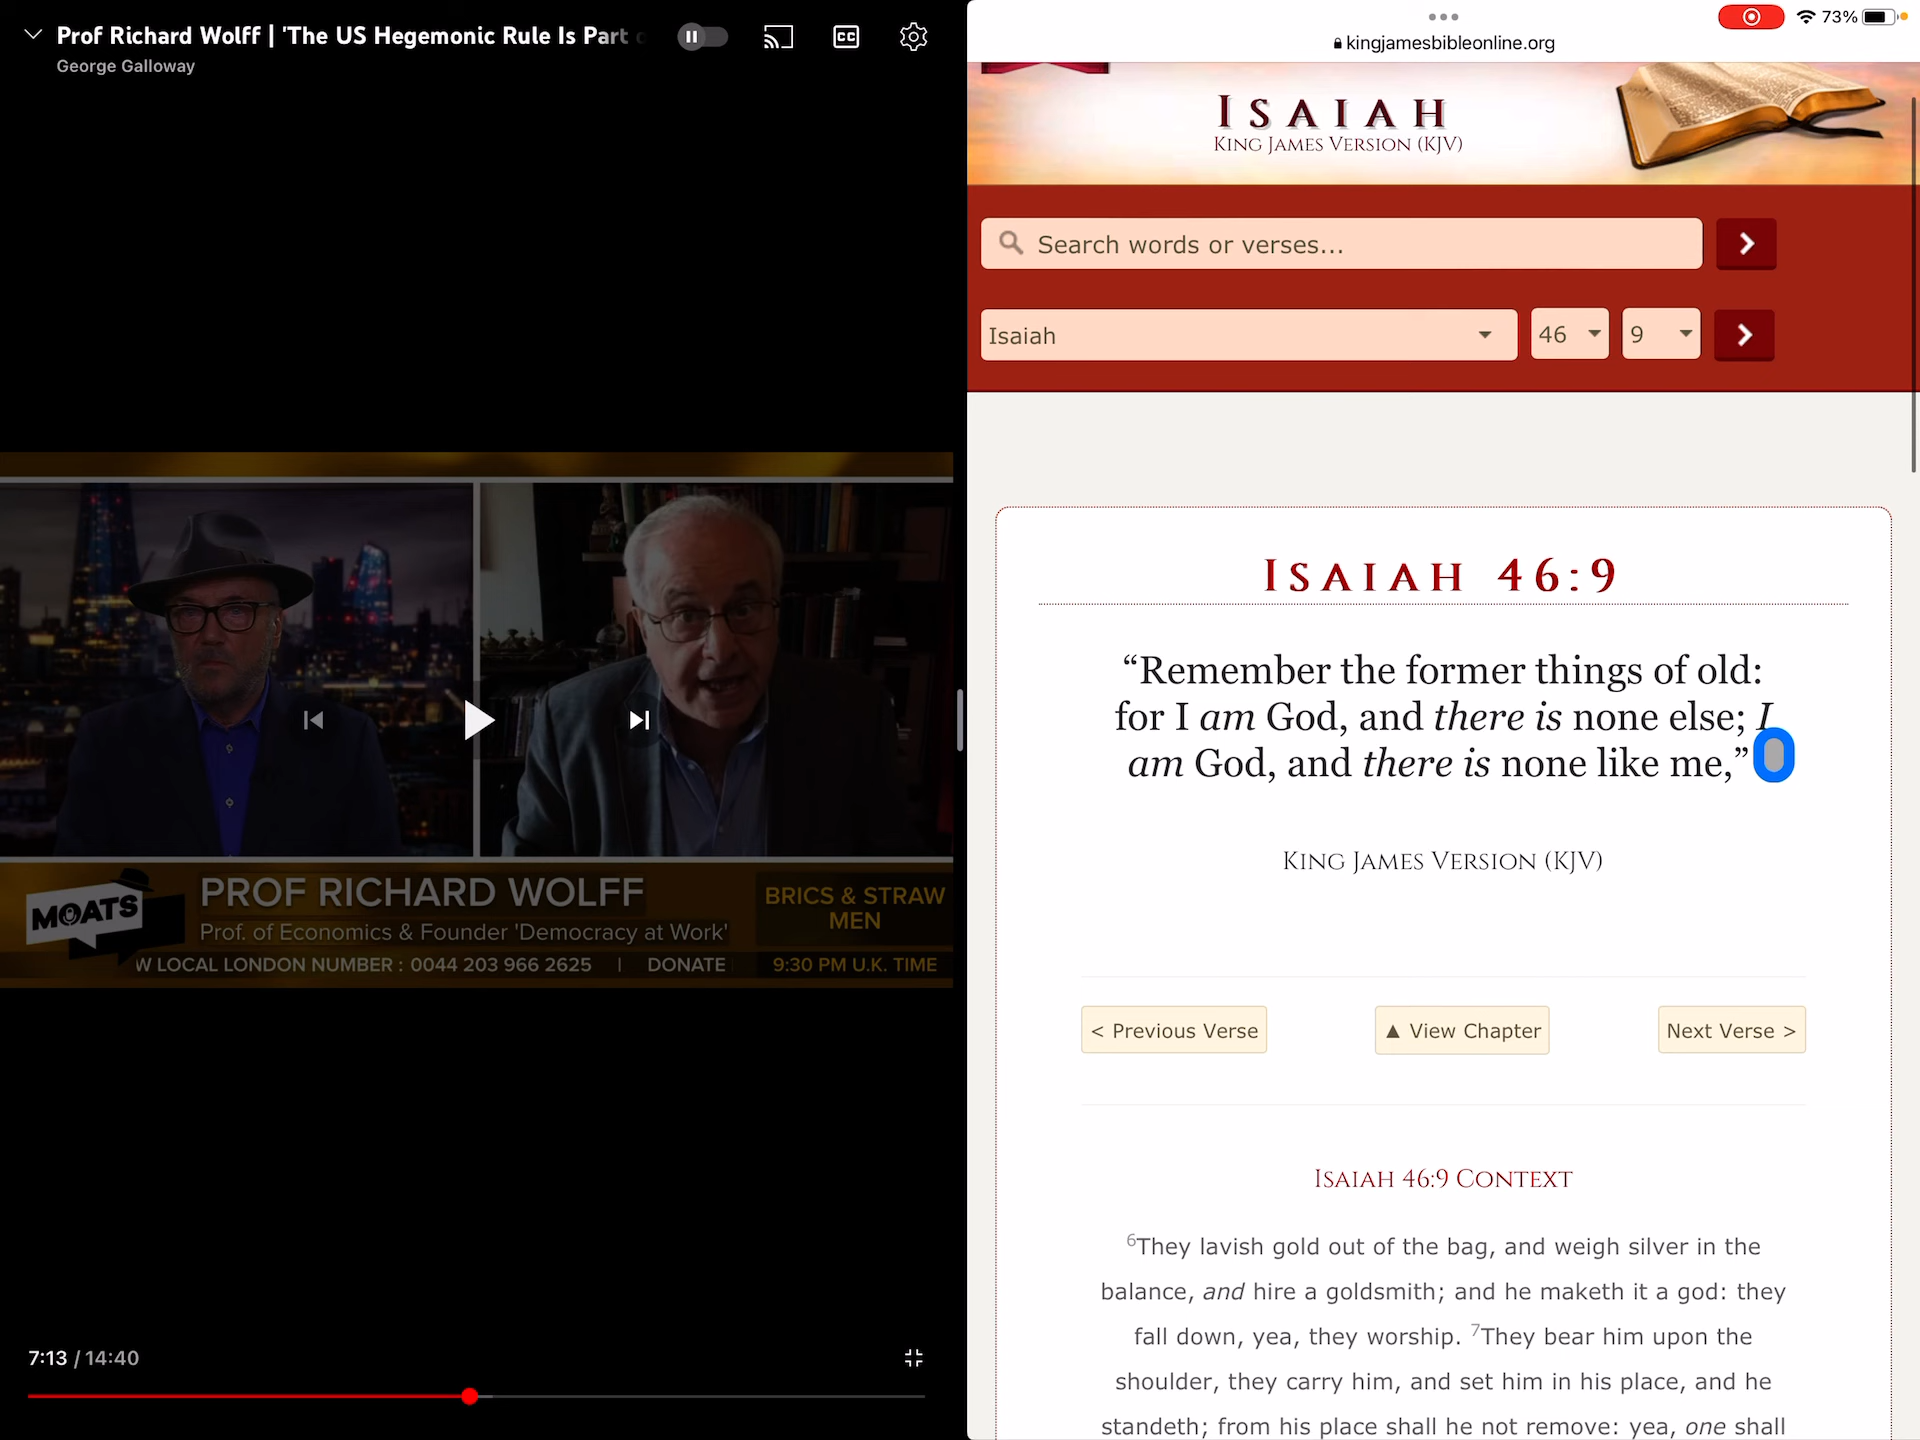 Prof Richard Wolff | 'The US Hegemonic Rule Is Part
George Galloway
CC
MOATS
PROF RICHARD WOLFF
Prof. of Economics & Founder 'Democracy at Work'
BRICS & STRAW
MEN
W LOCAL LONDON NUMBER : 0044 203 966 2625 | DONATE
9:30 PM U.K. TIME
7:13 / 14:40
73%
kingjamesbibleonline.org
ISAIAH
KING JAMES VERSION (KJV)
Search words or verses...
Isaiah
46
9
ISAIAH 46:9
“Remember the former things of old:
for I am God, and there is none else; I
am God, and there is none like me,”
KING JAMES VERSION (KJV)
< Previous Verse
▲ View Chapter
Next Verse >
ISAIAH 46:9 CONTEXT
6They lavish gold out of the bag, and weigh silver in the
balance, and hire a goldsmith; and he maketh it a god: they
fall down, yea, they worship. 7They bear him upon the
shoulder, they carry him, and set him in his place, and he
standeth; from his place shall he not remove: yea, one shall